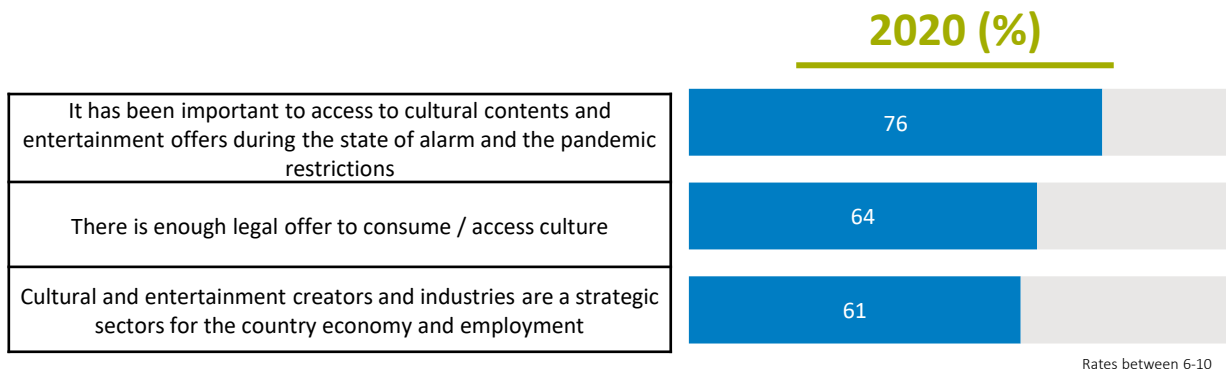 2020 (%)
It has been important to access to cultural contents and
entertainment offers during the state of alarm and the pandemic
restrictions
76
There is enough legal offer to consume / access culture
64
Cultural and entertainment creators and industries are a strategic
sectors for the country economy and employment
61
Rates between 6-10